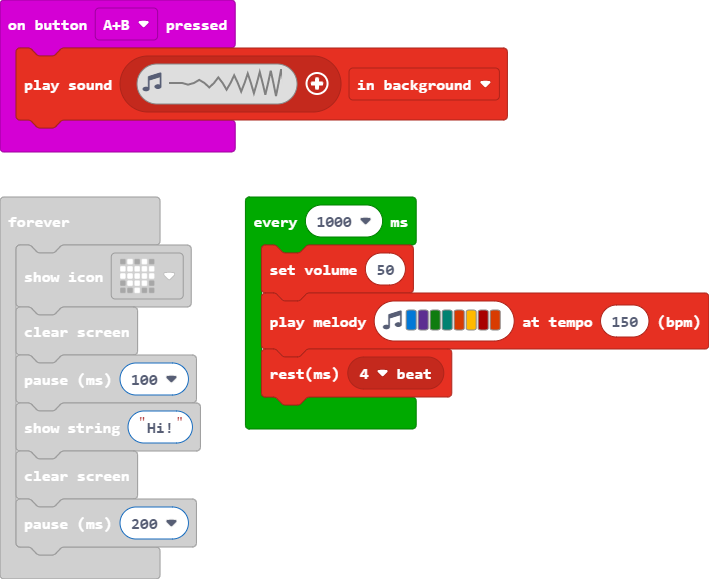 on button A+B pressed
play sound in background
forever
show icon
clear screen
pause (ms) 100
show string "Hi!"
clear screen
pause (ms) 200
every 1000 ms
set volume 50
play melody at tempo 150 (bpm)
rest(ms) 4 beat